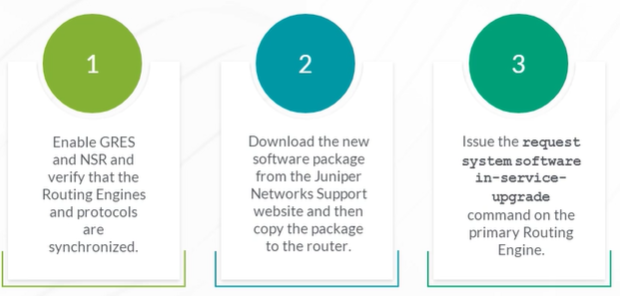 1
Enable GRES
and NSR and
verify that the
Routing Engines
and protocols
are
synchronized.
2
Download the new
software package
from the Juniper
Networks Support
website and then
copy the package
to the router.
3
Issue the request
system software
in-service-
upgrade
command on the
primary Routing
Engine.